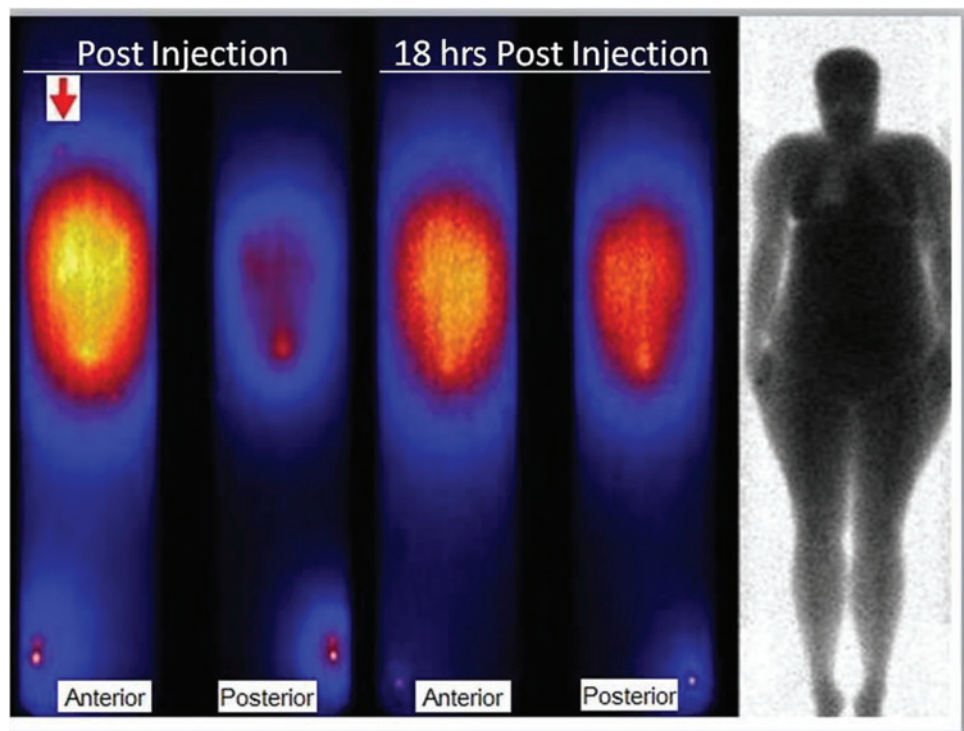 Post Injection
18 hrs Post Injection
Anterior
Posterior
Anterior
Posterior